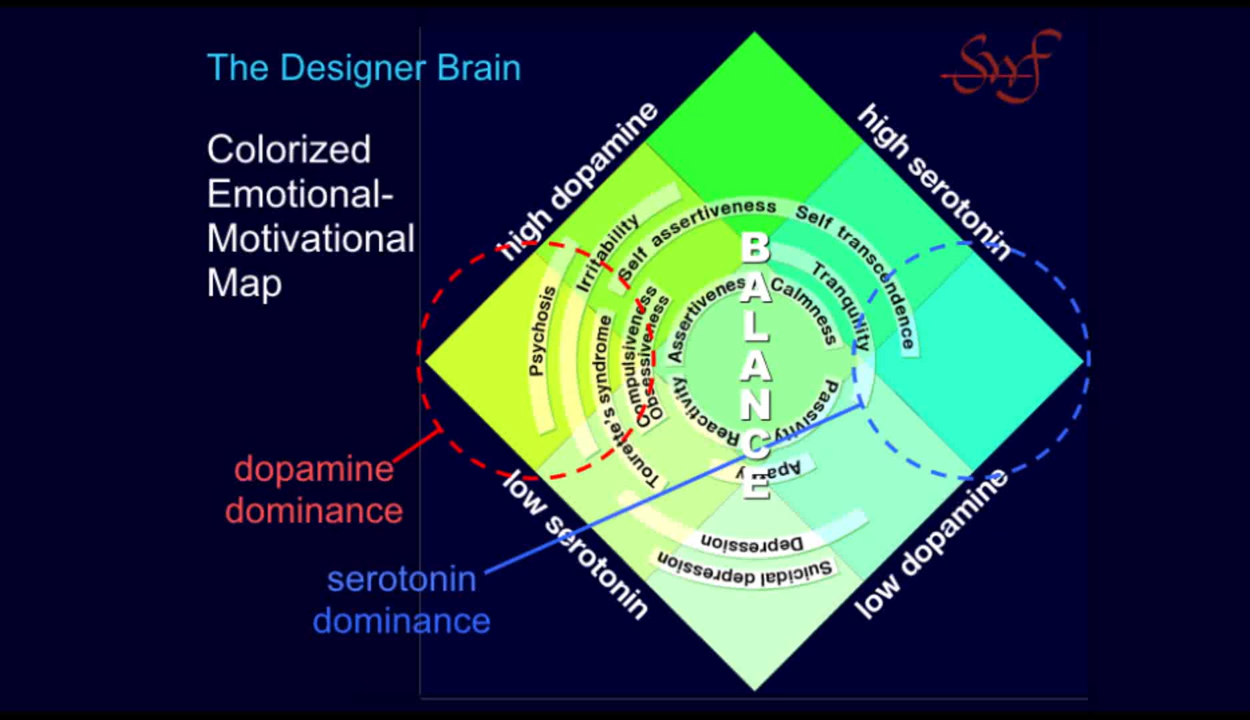 The Designer Brain
Swf
Colorized
Emotional-
Motivational
Map
high dopamine
high serotonin
Irritability
Self assertiveness
Self transcendence
Psychosis
Tourette's syndrome
Compulsiveness
Obsessiveness
Assertiveness
Calmness
Tranquility
BALANCE
Reactivity
Passivity
Apathy
Depression
Suicidal depression
low serotonin
low dopamine
dopamine
dominance
serotonin
dominance